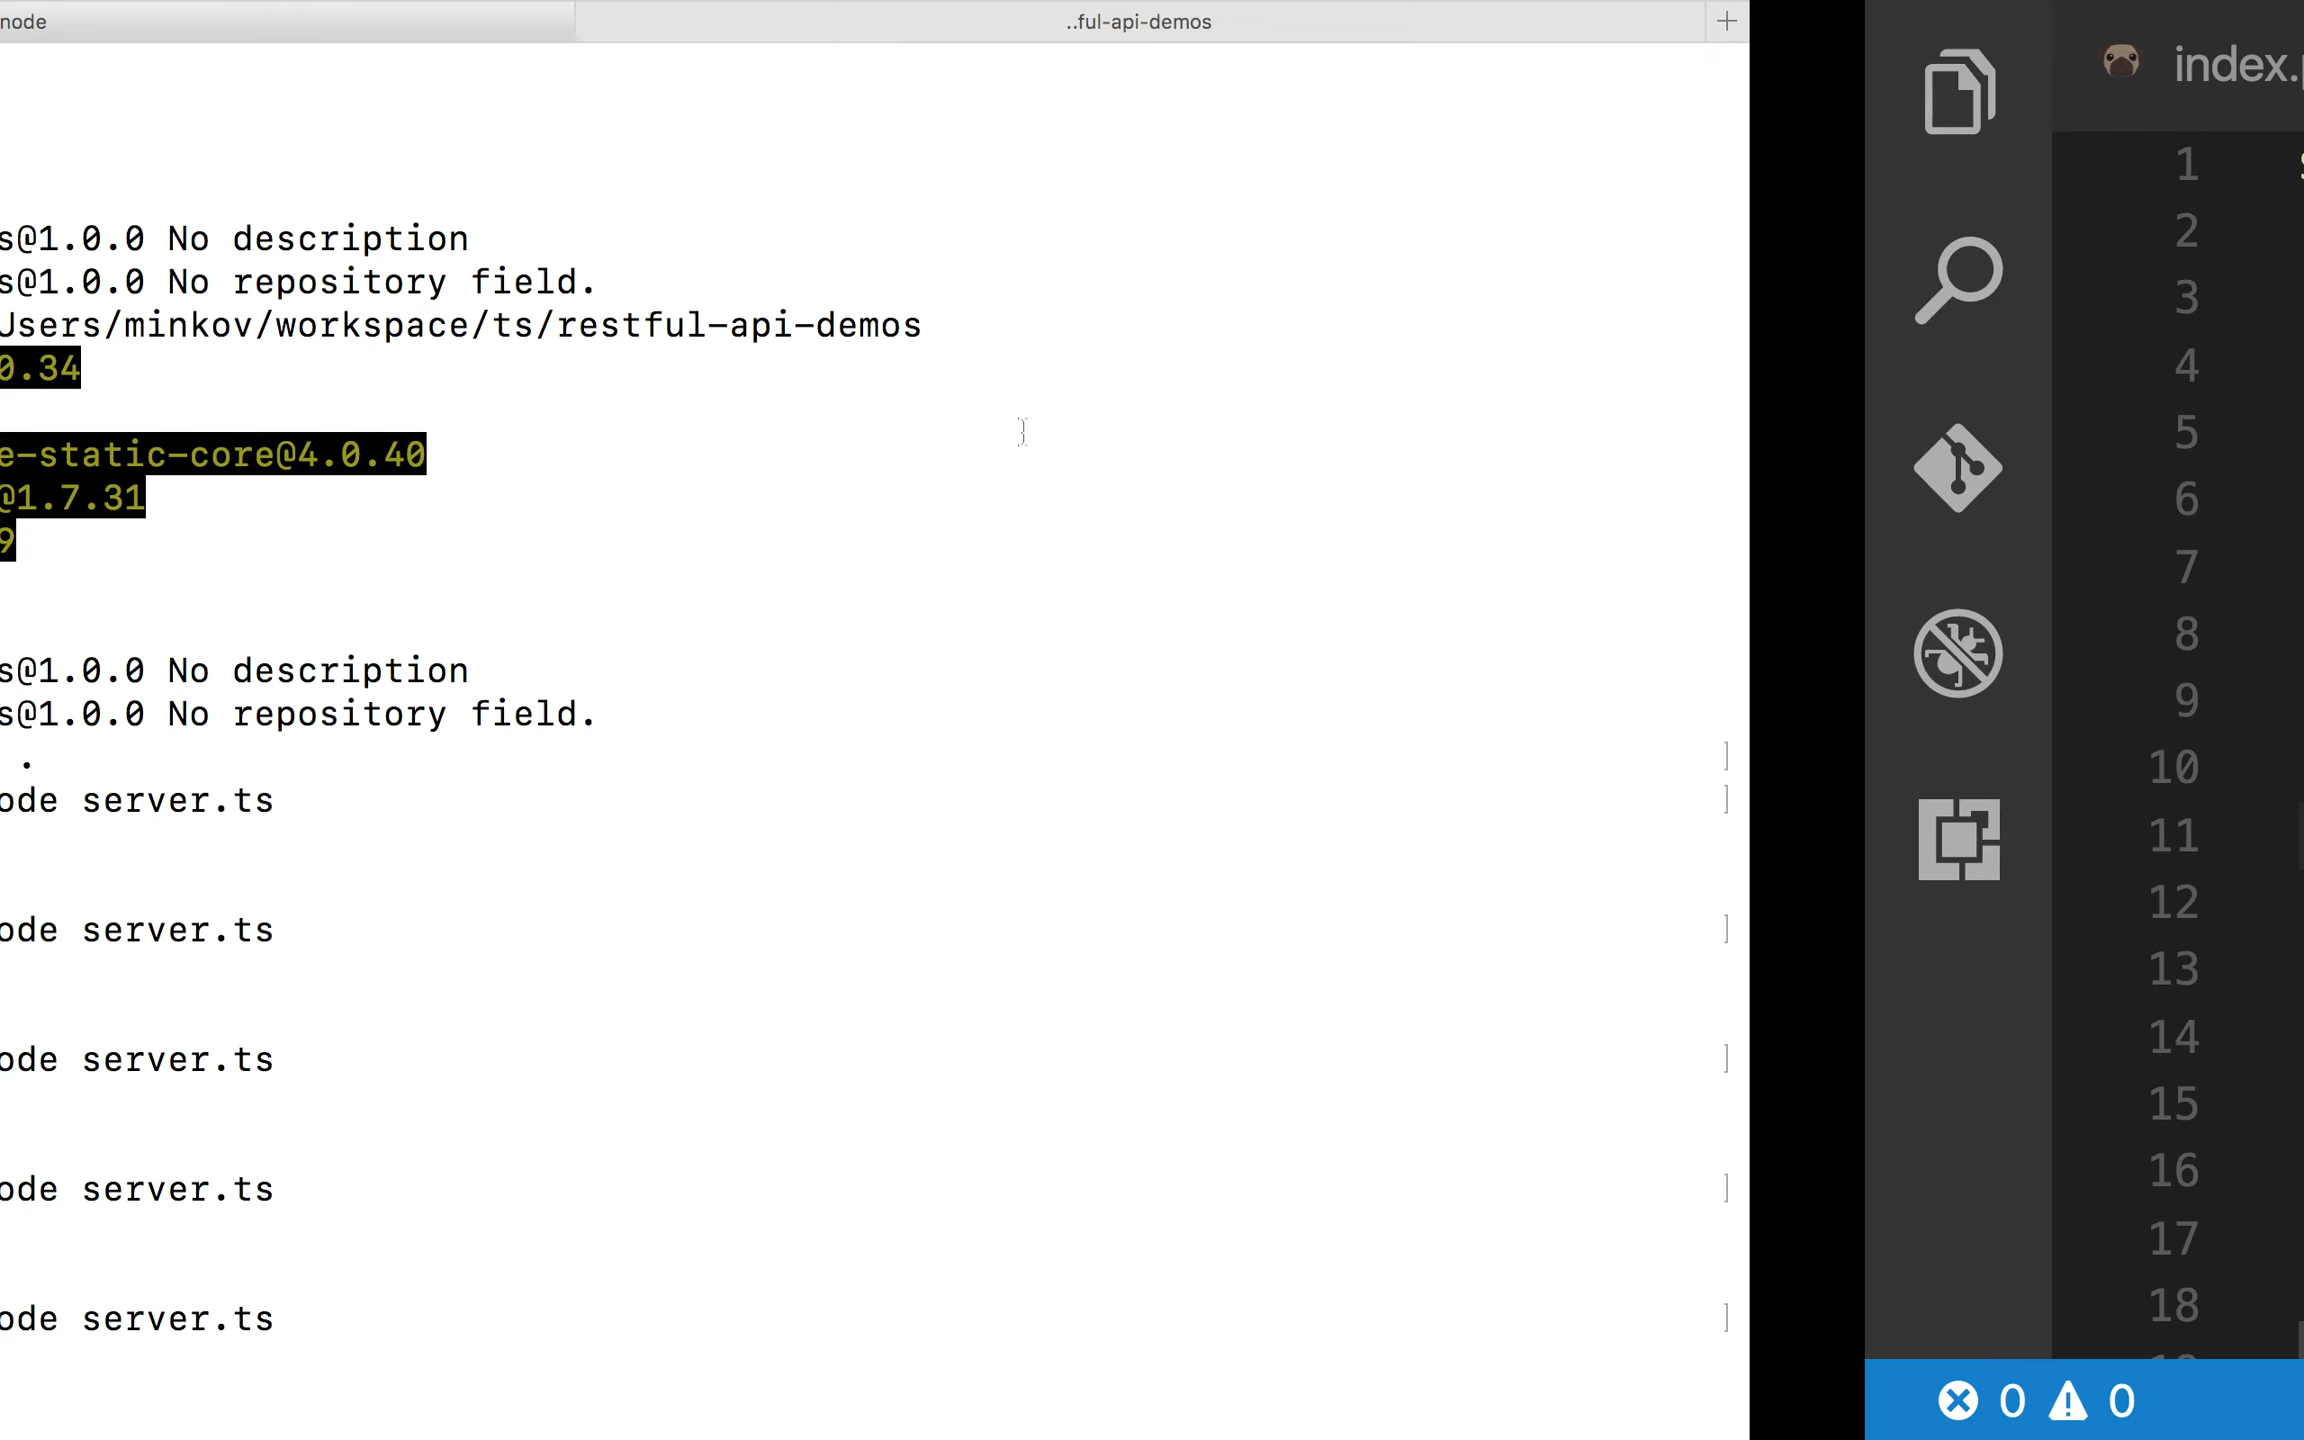 node
..ful-api-demos
s@1.0.0 No description
s@1.0.0 No repository field.
Users/minkov/workspace/ts/restful-api-demos
0.34
e-static-core@4.0.40
@1.7.31
9
s@1.0.0 No description
s@1.0.0 No repository field.
.
ode server.ts
ode server.ts
ode server.ts
ode server.ts
ode server.ts
index.
1
2
3
4
5
6
7
8
9
10
11
12
13
14
15
16
17
18
0
0